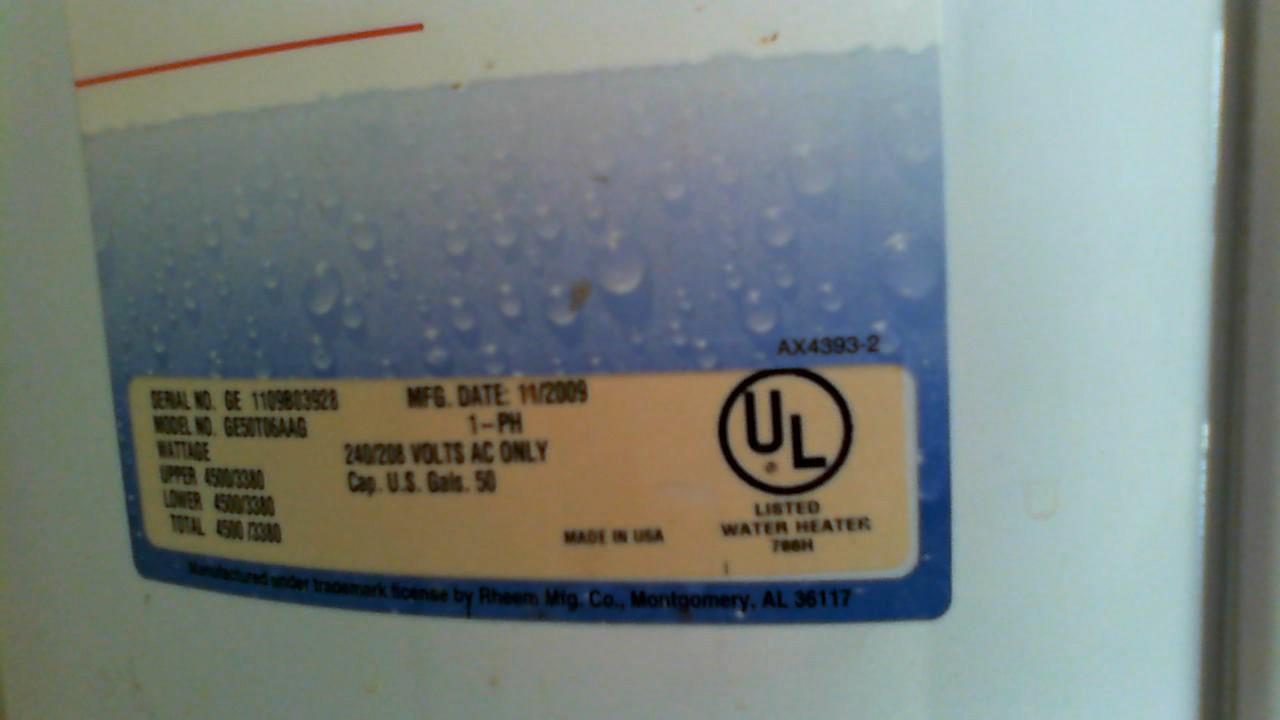 AX4393-2
SERIAL NO. GE 1109B03928
MFG. DATE: 11/2009
MODEL NO. GE50T06AAG
1-PH
WATTAGE
240/208 VOLTS AC ONLY
UPPER 4500/3380
Cap. U.S. Gals. 50
LOWER 4500/3380
TOTAL 4500/3380
MADE IN USA
UL
®
LISTED
WATER HEATER
786H
Manufactured under trademark license by Rheem Mfg. Co., Montgomery, AL 36117